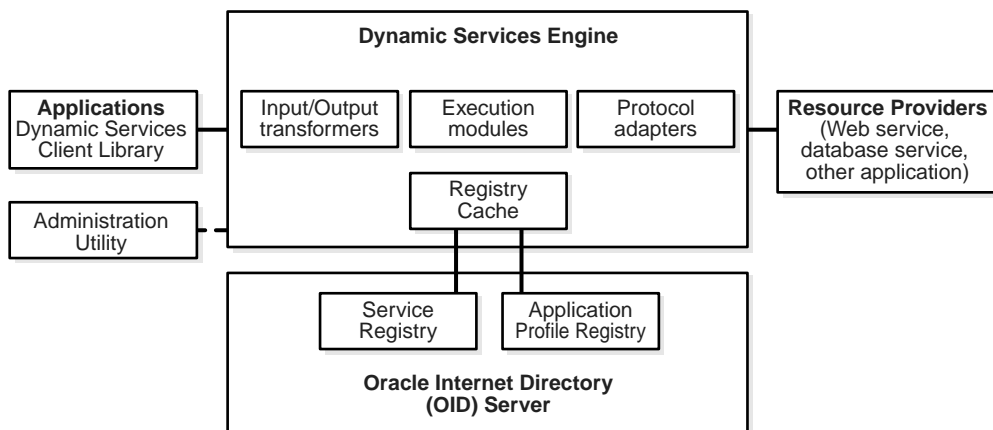 Dynamic Services Engine
Applications
Dynamic Services
Client Library
Input/Output
transformers
Execution
modules
Protocol
adapters
Resource Providers
(Web service,
database service,
other application)
Registry
Cache
Administration
Utility
Service
Registry
Application
Profile Registry
Oracle Internet Directory
(OID) Server